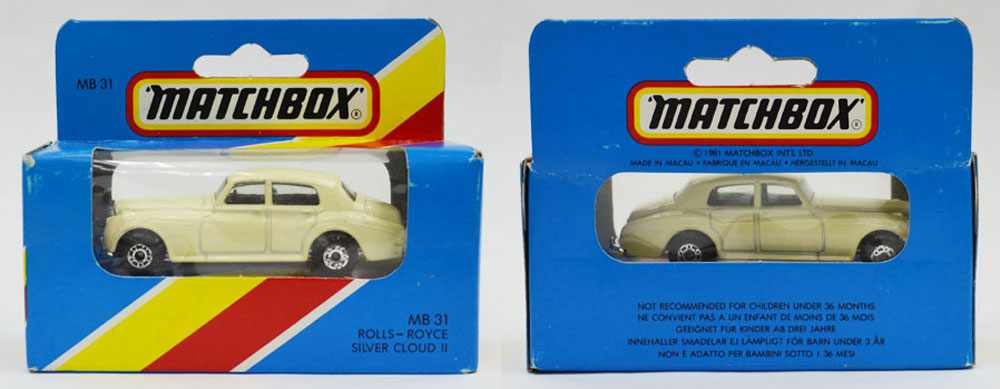 MB 31
MATCHBOX ®
MB 31
ROLLS-ROYCE
SILVER CLOUD II
MATCHBOX ®
© 1981 MATCHBOX INT'L LTD
MADE IN MACAU • FABRIQUE EN MACAU • HERGESTELLT IN MACAU
NOT RECOMMENDED FOR CHILDREN UNDER 36 MONTHS
NE CONVIENT PAS A UN ENFANT DE MOINS DE 36 MOIS
GEEIGNET FUR KINDER AB DREI JAHRE
INNEHALLER SMADELAR EJ LÄMPLIGT FÖR BARN UNDER 3 ÅR
NON E ADATTO PER BAMBINI SOTTO I 36 MESI